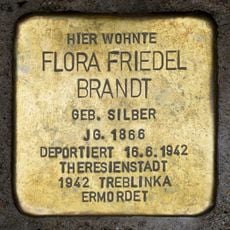 HIER WOHNTE
FLORA FRIEDEL
BRANDT
GEB. SILBER
JG. 1866
DEPORTIERT 16.6.1942
THERESIENSTADT
1942 TREBLINKA
ERMORDET